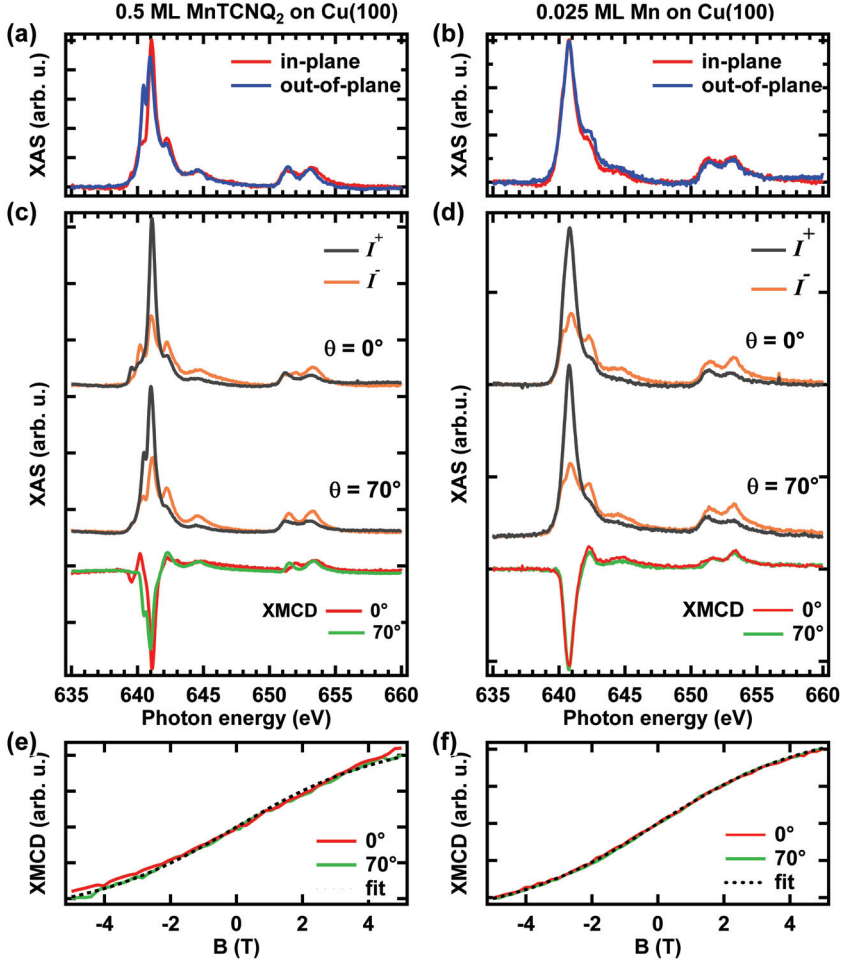 0.5 ML MnTCNQ₂ on Cu(100)
0.025 ML Mn on Cu(100)
(a)
XAS (arb. u.)
in-plane
out-of-plane
(b)
XAS (arb. u.)
in-plane
out-of-plane
(c)
XAS (arb. u.)
I⁺
I⁻
θ = 0°
θ = 70°
XMCD 0°
70°
635 640 645 650 655 660
Photon energy (eV)
(d)
XAS (arb.u.)
I⁺
I⁻
θ = 0°
θ = 70°
XMCD 0°
70°
635 640 645 650 655 660
Photon energy (eV)
(e)
XMCD (arb. u.)
0°
70°
fit
-4 -2 0 2 4
B (T)
(f)
XMCD (arb. u.)
0°
70°
fit
-4 -2 0 2 4
B (T)